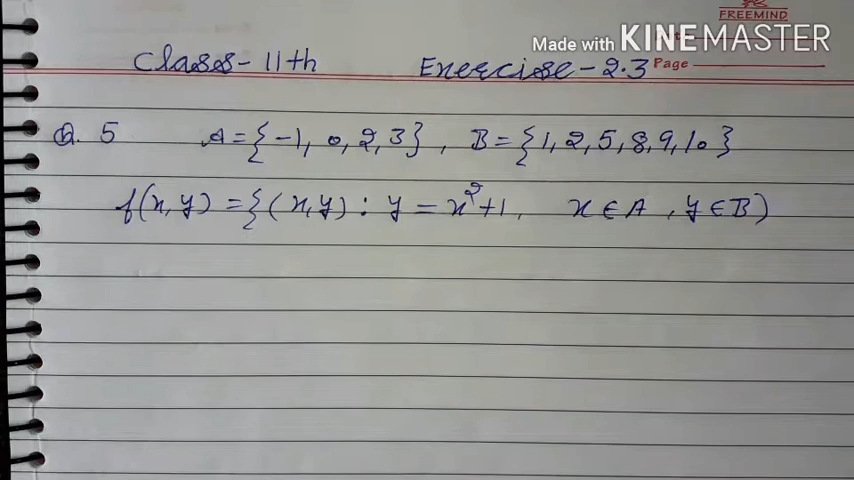 FREEMIND
Made with KINEMASTER
Class - 11th Exercise - 2.3 Page
Q. 5 A = {-1, 0, 2, 3}, B = {1, 2, 5, 8, 9, 10}
f(x,y) = {(x,y) : y = x²+1, x ∈ A, y ∈ B)